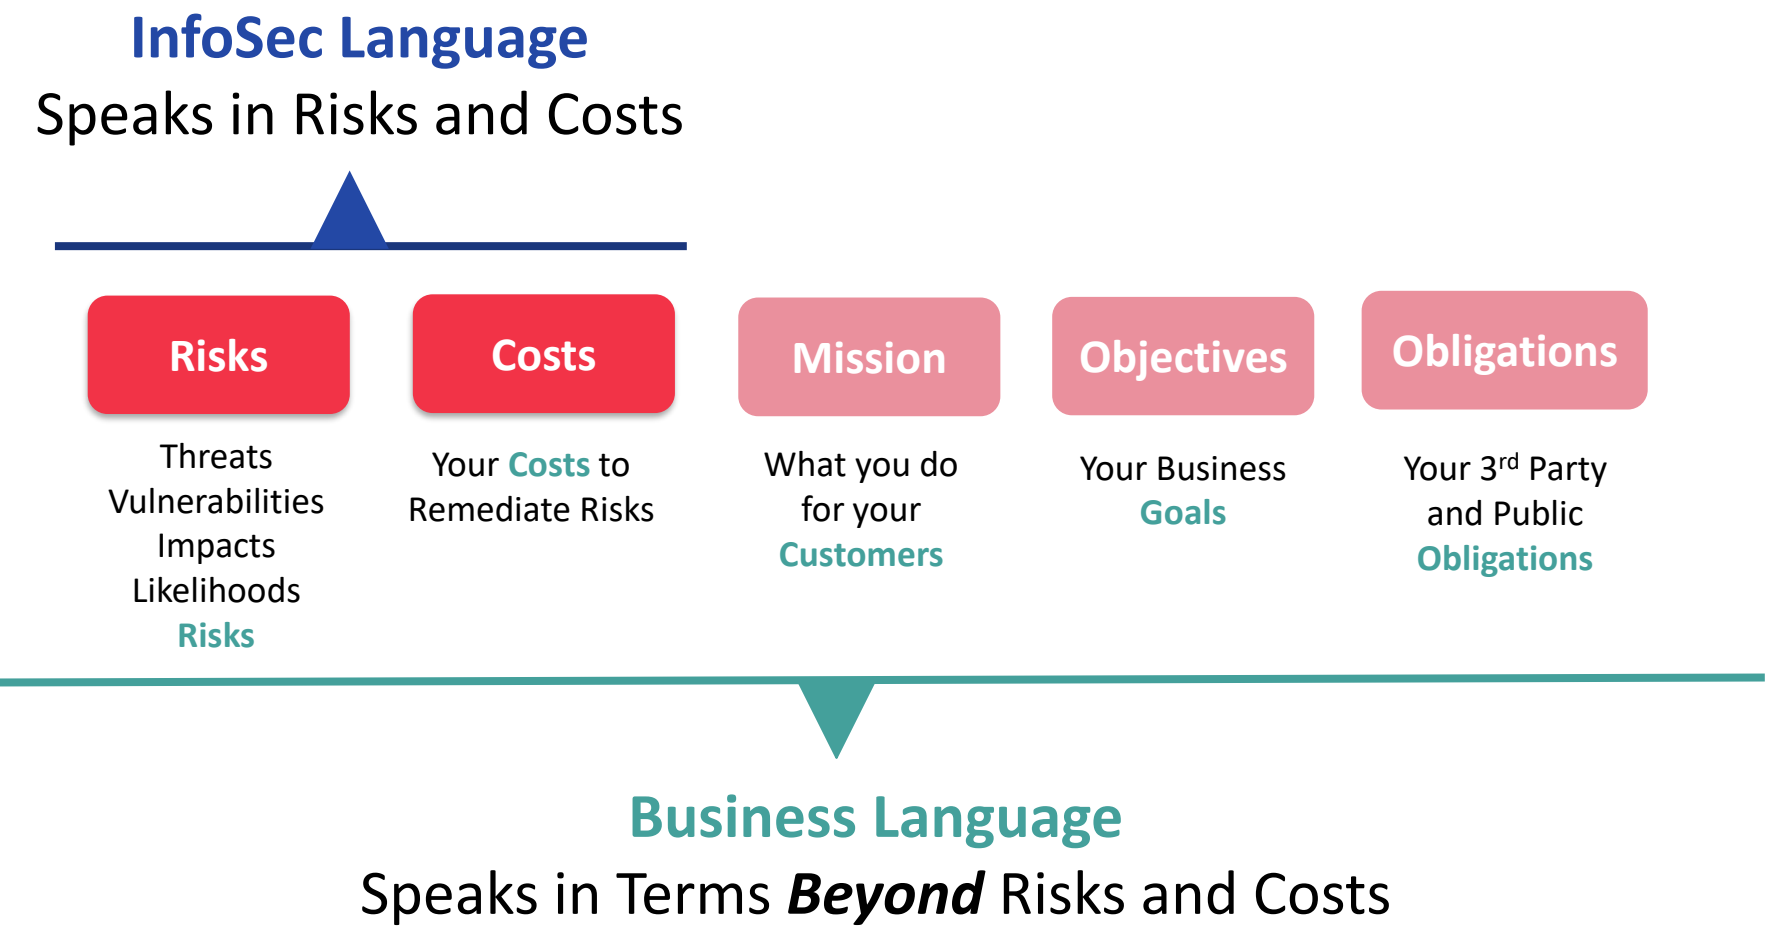 InfoSec Language
Speaks in Risks and Costs
Risks
Costs
Mission
Objectives
Obligations
Threats
Vulnerabilities
Impacts
Likelihoods
Risks
Your Costs to
Remediate Risks
What you do
for your
Customers
Your Business
Goals
Your 3rd Party
and Public
Obligations
Business Language
Speaks in Terms Beyond Risks and Costs